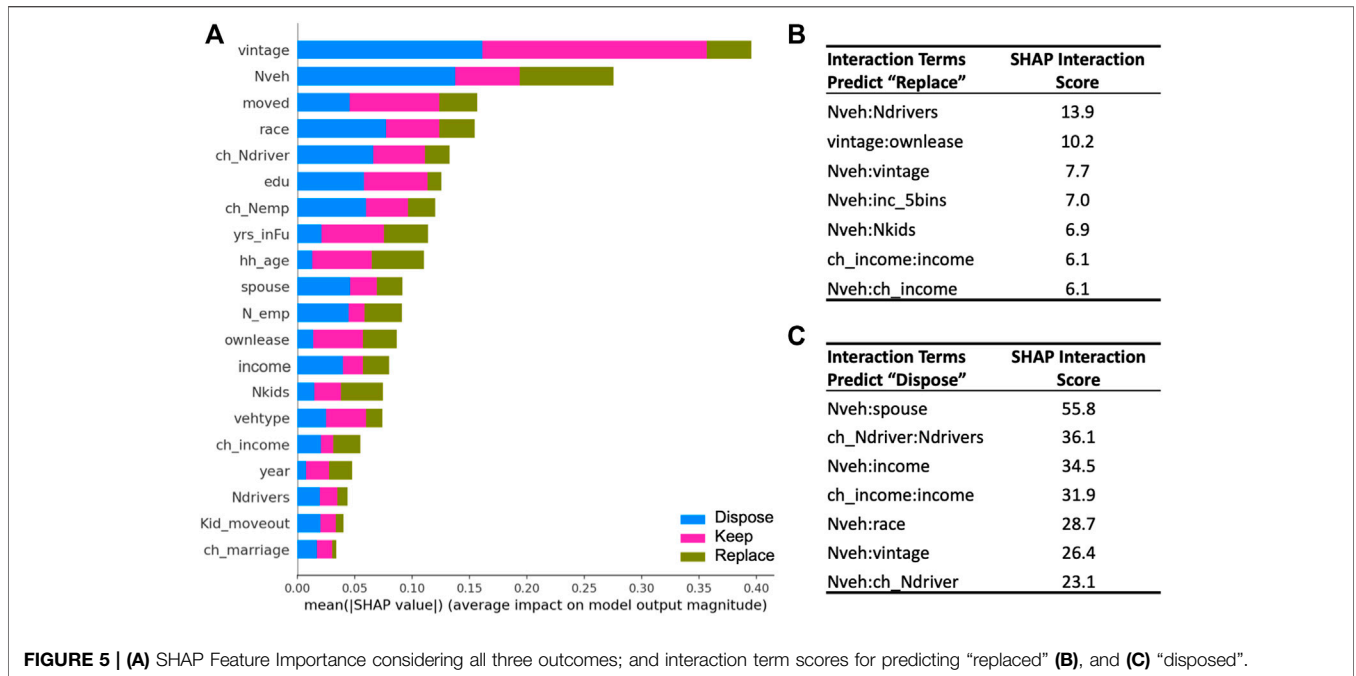 A
vintage
Nveh
moved
race
ch_Ndriver
edu
ch_Nemp
yrs_inFu
hh_age
spouse
N_emp
ownlease
income
Nkids
vehtype
ch_income
year
Ndrivers
Kid_moveout
ch_marriage
Dispose
Keep
Replace
0.00 0.05 0.10 0.15 0.20 0.25 0.30 0.35 0.40
mean(|SHAP value|) (average impact on model output magnitude)
B
Interaction Terms SHAP Interaction
Predict “Replace” Score
Nveh:Ndrivers 13.9
vintage:ownlease 10.2
Nveh:vintage 7.7
Nveh:inc_5bins 7.0
Nveh:Nkids 6.9
ch_income:income 6.1
Nveh:ch_income 6.1
C
Interaction Terms SHAP Interaction
Predict “Dispose” Score
Nveh:spouse 55.8
ch_Ndriver:Ndrivers 36.1
Nveh:income 34.5
ch_income:income 31.9
Nveh:race 28.7
Nveh:vintage 26.4
Nveh:ch_Ndriver 23.1
FIGURE 5 | (A) SHAP Feature Importance considering all three outcomes; and interaction term scores for predicting “replaced” (B), and (C) “disposed”.